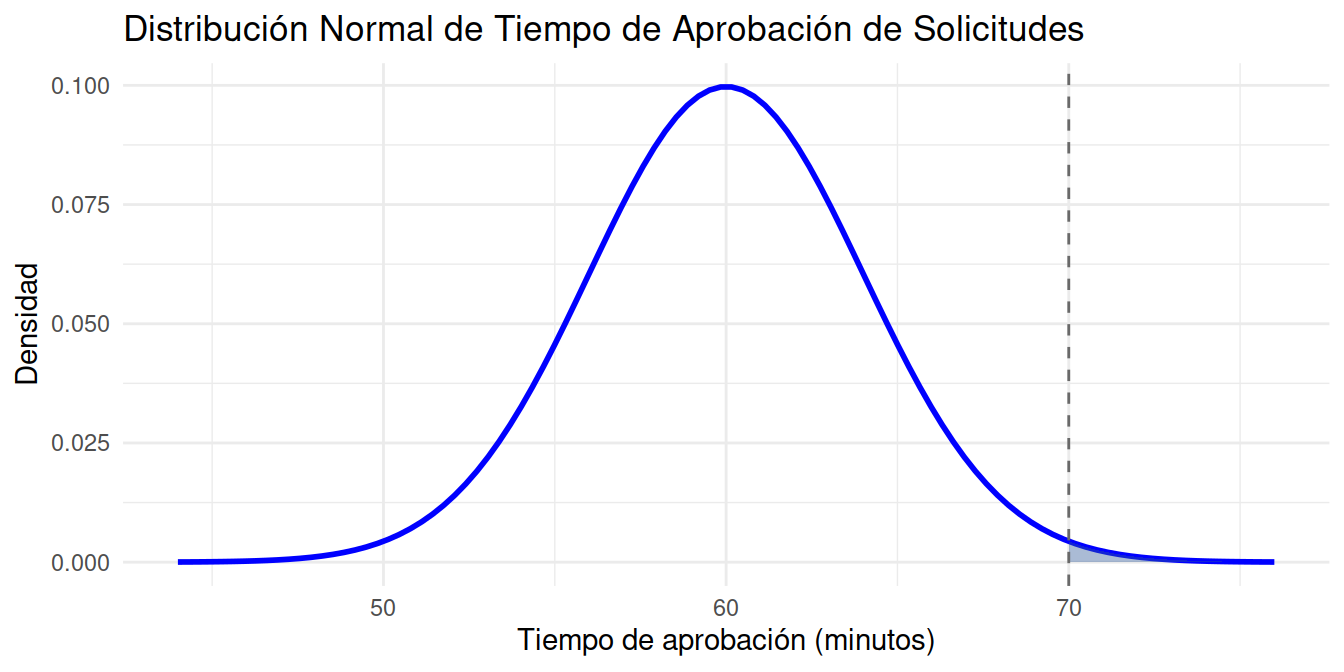 Distribución Normal de Tiempo de Aprobación de Solicitudes
0.100
0.075
0.050
0.025
0.000
Densidad
50 60 70
Tiempo de aprobación (minutos)